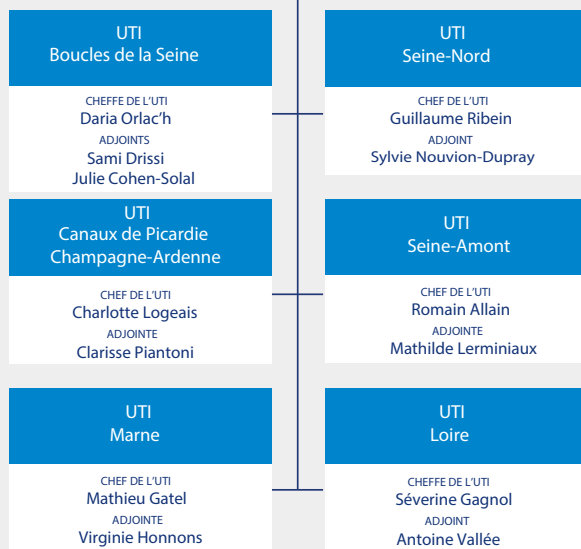 UTI
Boucles de la Seine
CHEFFE DE L’UTI
Daria Orlac’h
ADJOINTS
Sami Drissi
Julie Cohen-Solal
UTI
Seine-Nord
CHEF DE L’UTI
Guillaume Ribein
ADJOINT
Sylvie Nouvion-Dupray
UTI
Canaux de Picardie
Champagne-Ardenne
CHEF DE L’UTI
Charlotte Logeais
ADJOINTE
Clarisse Piantoni
UTI
Seine-Amont
CHEF DE L’UTI
Romain Allain
ADJOINTE
Mathilde Lerminiaux
UTI
Marne
CHEF DE L’UTI
Mathieu Gatel
ADJOINTE
Virginie Honnons
UTI
Loire
CHEFFE DE L’UTI
Séverine Gagnol
ADJOINT
Antoine Vallée